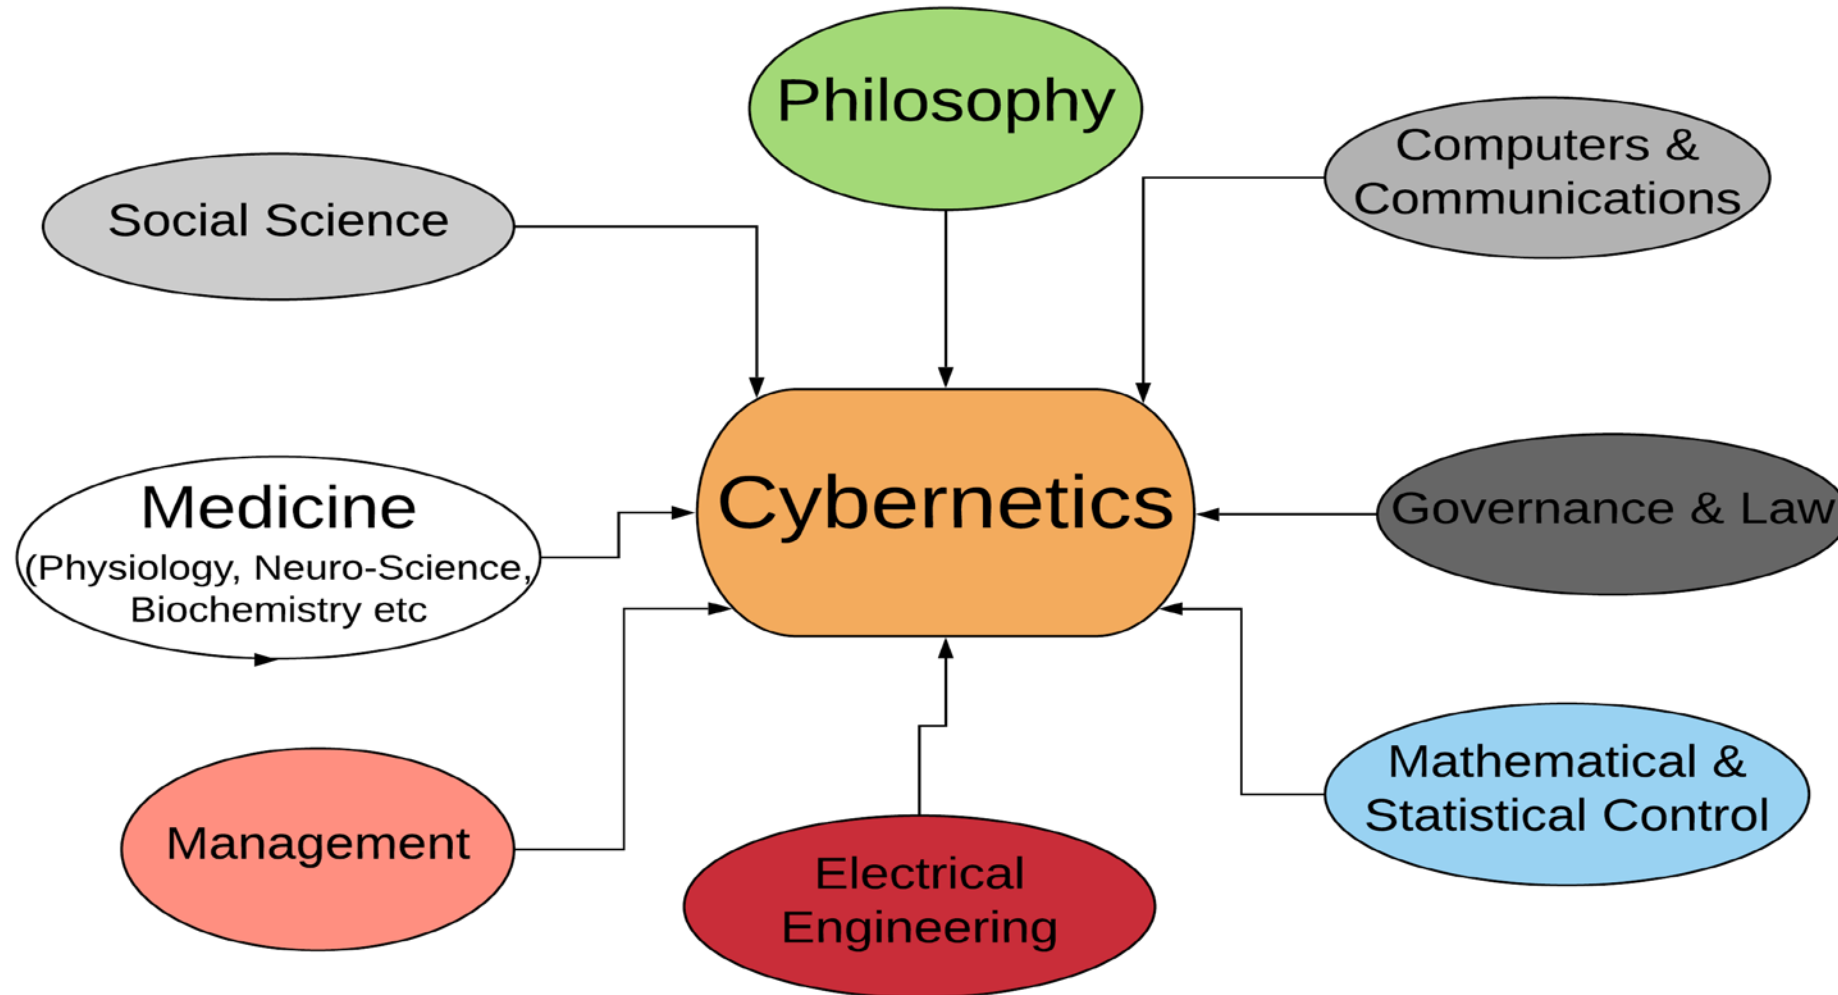 Philosophy
Computers &
Communications
Social Science
Cybernetics
Governance & Law
Medicine
(Physiology, Neuro-Science,
Biochemistry etc
Mathematical &
Statistical Control
Management
Electrical
Engineering